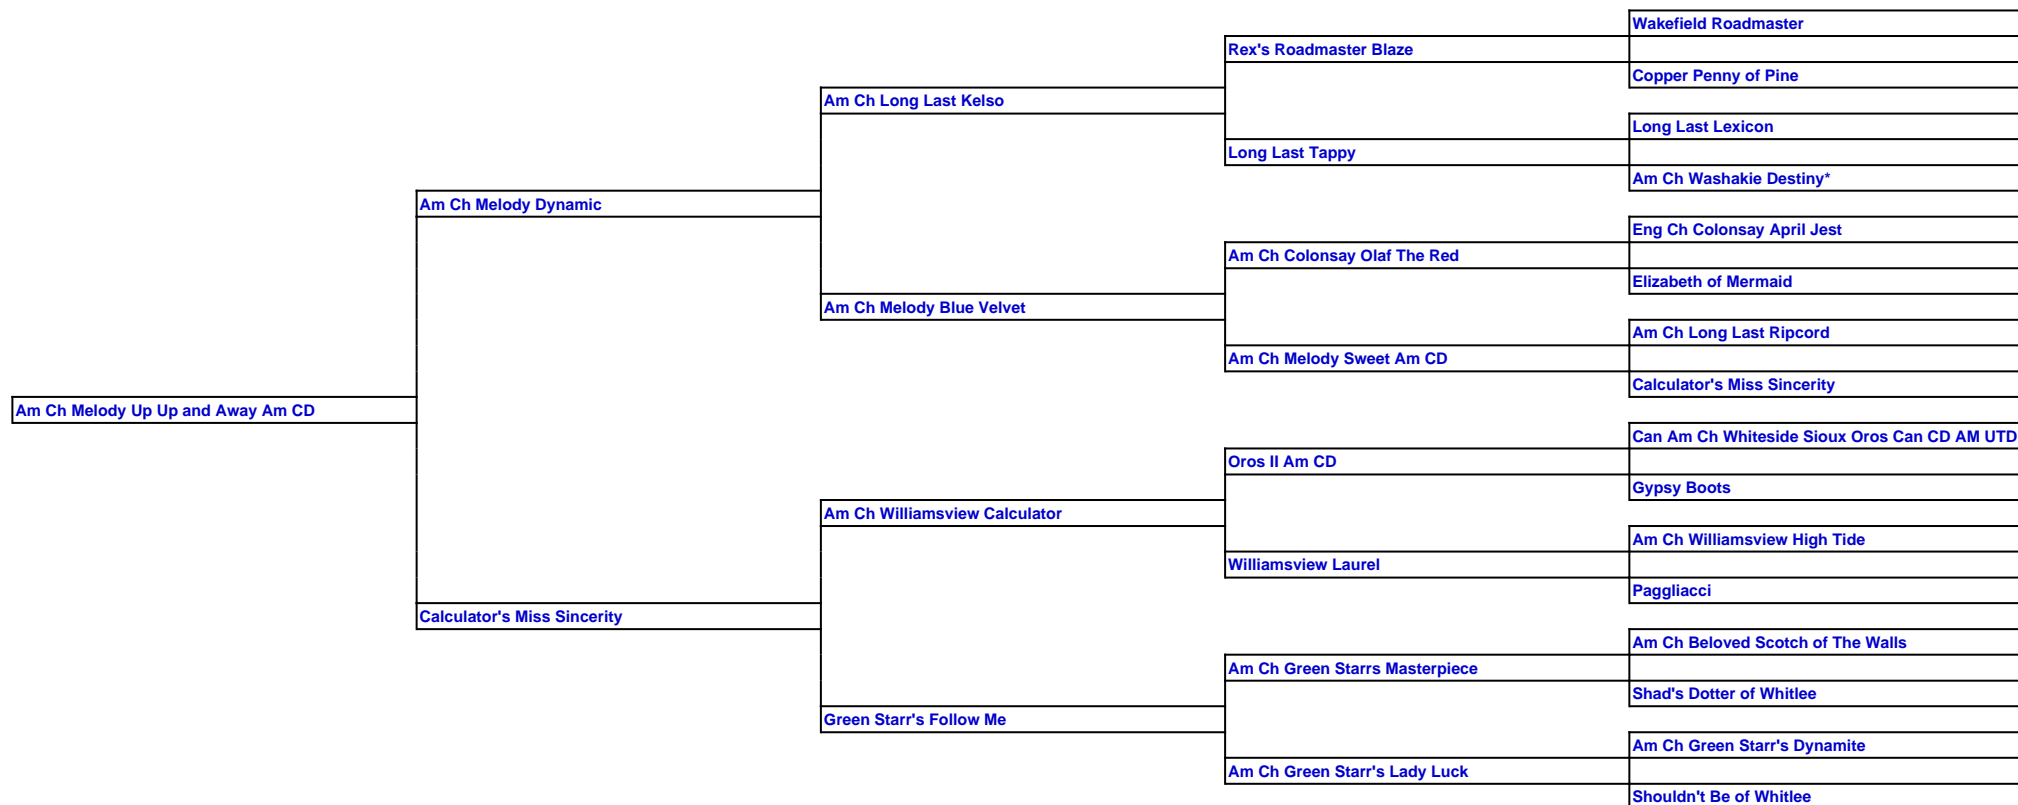 Wakefield Roadmaster
Rex's Roadmaster Blaze
Copper Penny of Pine
Am Ch Long Last Kelso
Long Last Lexicon
Long Last Tappy
Am Ch Washakie Destiny*
Am Ch Melody Dynamic
Eng Ch Colonsay April Jest
Am Ch Colonsay Olaf The Red
Elizabeth of Mermaid
Am Ch Melody Blue Velvet
Am Ch Long Last Ripcord
Am Ch Melody Sweet Am CD
Calculator's Miss Sincerity
Am Ch Melody Up Up and Away Am CD
Can Am Ch Whiteside Sioux Oros Can CD AM UTD
Oros II Am CD
Gypsy Boots
Am Ch Williamsview Calculator
Am Ch Williamsview High Tide
Williamsview Laurel
Paggliacci
Calculator's Miss Sincerity
Am Ch Beloved Scotch of The Walls
Am Ch Green Starrs Masterpiece
Shad's Dotter of Whitlee
Green Starr's Follow Me
Am Ch Green Starr's Dynamite
Am Ch Green Starr's Lady Luck
Shouldn't Be of Whitlee